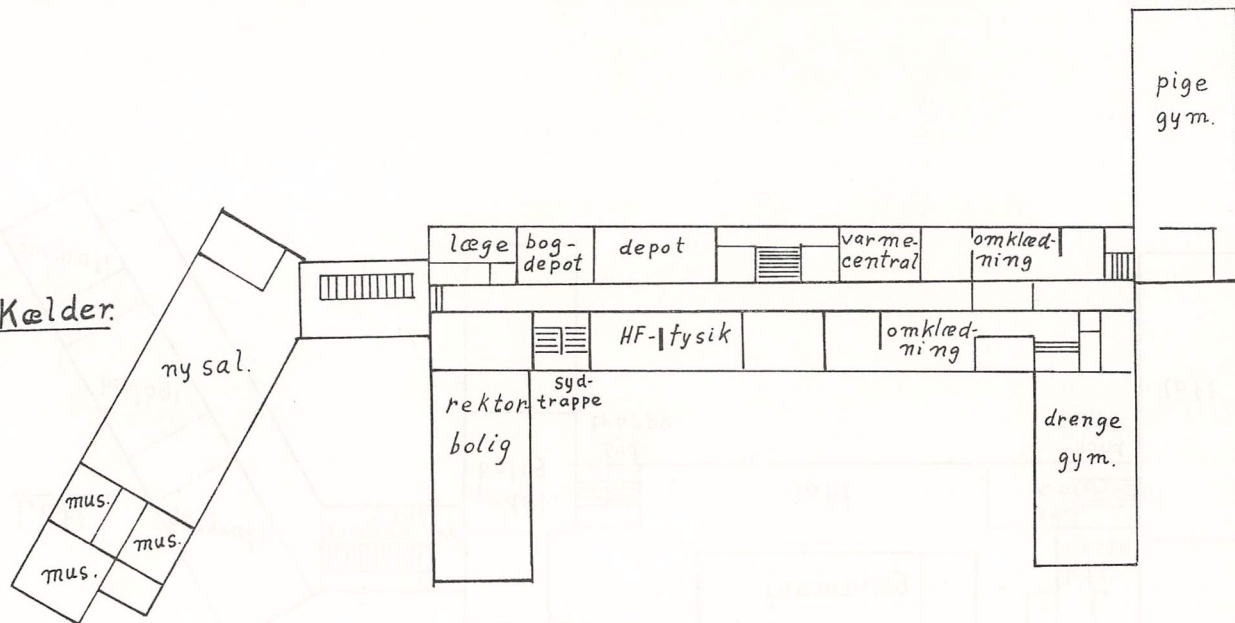 Kælder.
pige
gym.
læge
bog-
depot
depot
varme-
central
omklæd-
ning
ny sal.
HF-fysik
omklæd-
ning
syd-
trappe
rektor
bolig
drenge
gym.
mus.
mus.
mus.